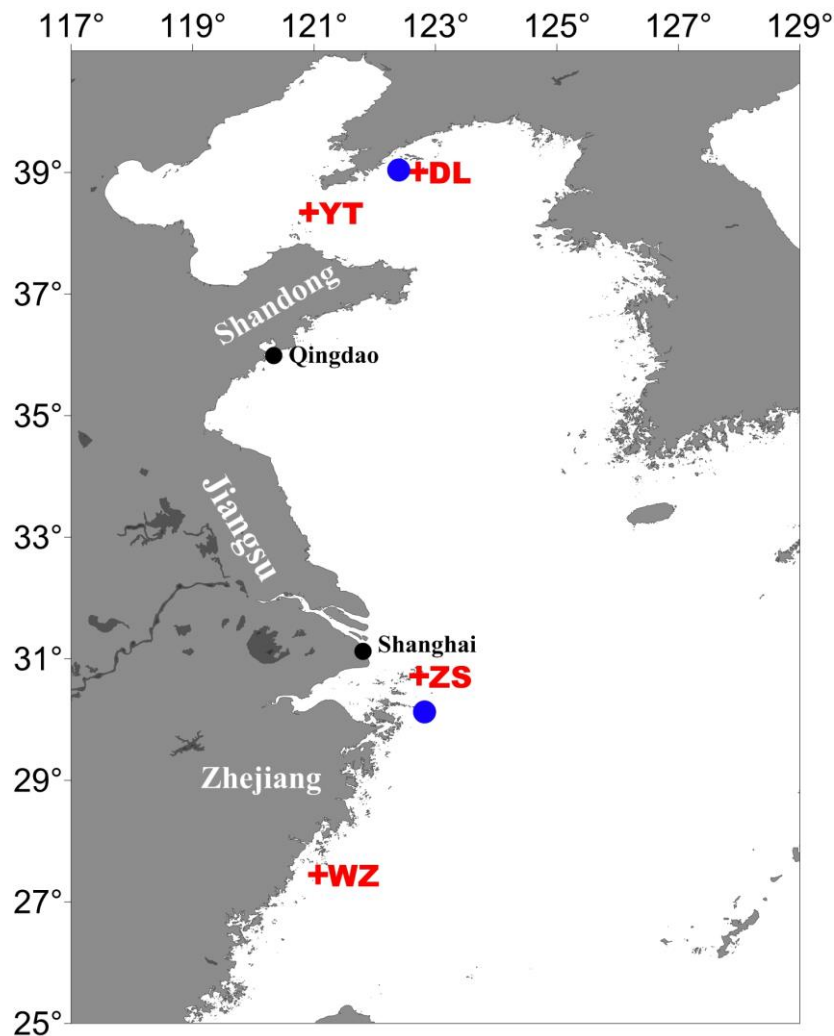 117° 119° 121° 123° 125° 127° 129°
39°
+DL
+YT
37°
Shandong
Qingdao
35°
Jiangsu
33°
Shanghai
31°
+ZS
29°
Zhejiang
27°
+WZ
25°